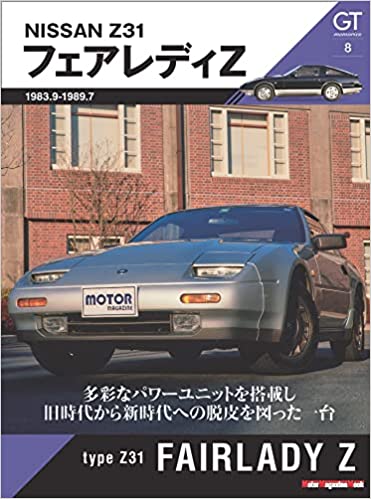 NISSAN Z31
フェアレディZ
1983.9-1989.7
GT
memories
8
MOTOR
MAGAZINE
多彩なパワーユニットを搭載し
旧時代から新時代への脱皮を図った一台
type Z31 FAIRLADY Z
Motor Magazine Mook